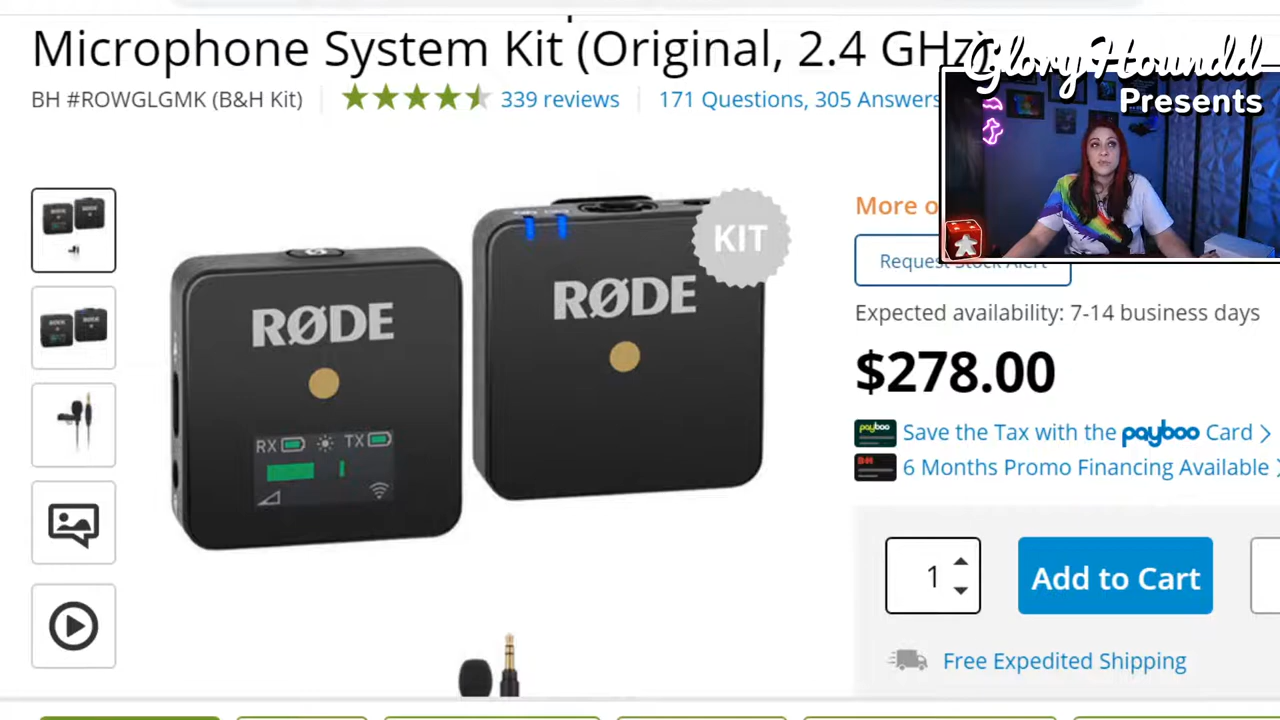 Microphone System Kit (Original, 2.4 GHz)
GloryHoundd
Presents
BH #ROWGLGMK (B&H Kit)
339 reviews
171 Questions, 305 Answers
More o
Request Stock Alert
KIT
RØDE
RØDE
RX TX
Expected availability: 7-14 business days
$278.00
payboo Save the Tax with the payboo Card >
BH 6 Months Promo Financing Available >
1
Add to Cart
Free Expedited Shipping